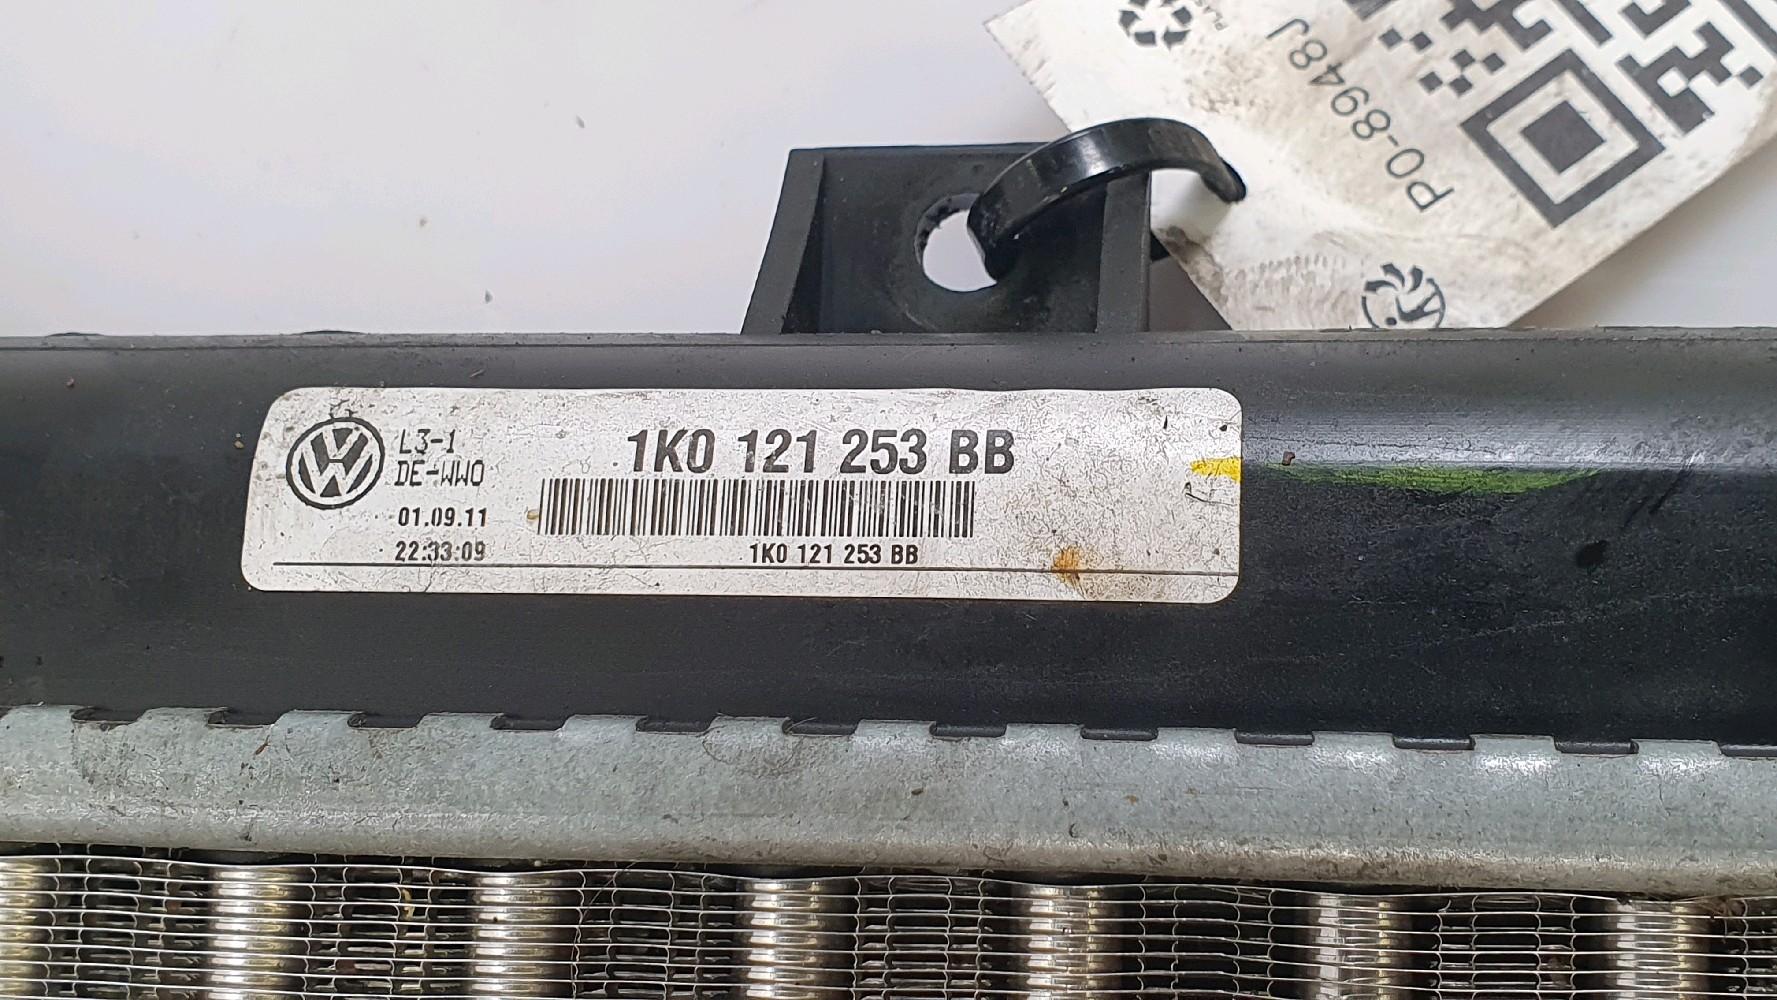 P0-8948J
L3-1
DE-WWO
1K0 121 253 BB
01.09.11
22:33:09
1K0 121 253 BB